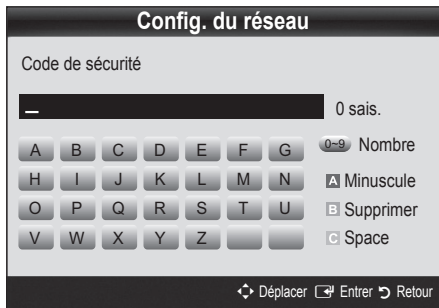 Config. du réseau
Code de sécurité
_ 0 sais.
A B C D E F G 0~9 Nombre
H I J K L M N A Minuscule
O P Q R S T U B Supprimer
V W X Y Z C Space
Déplacer Entrer Retour